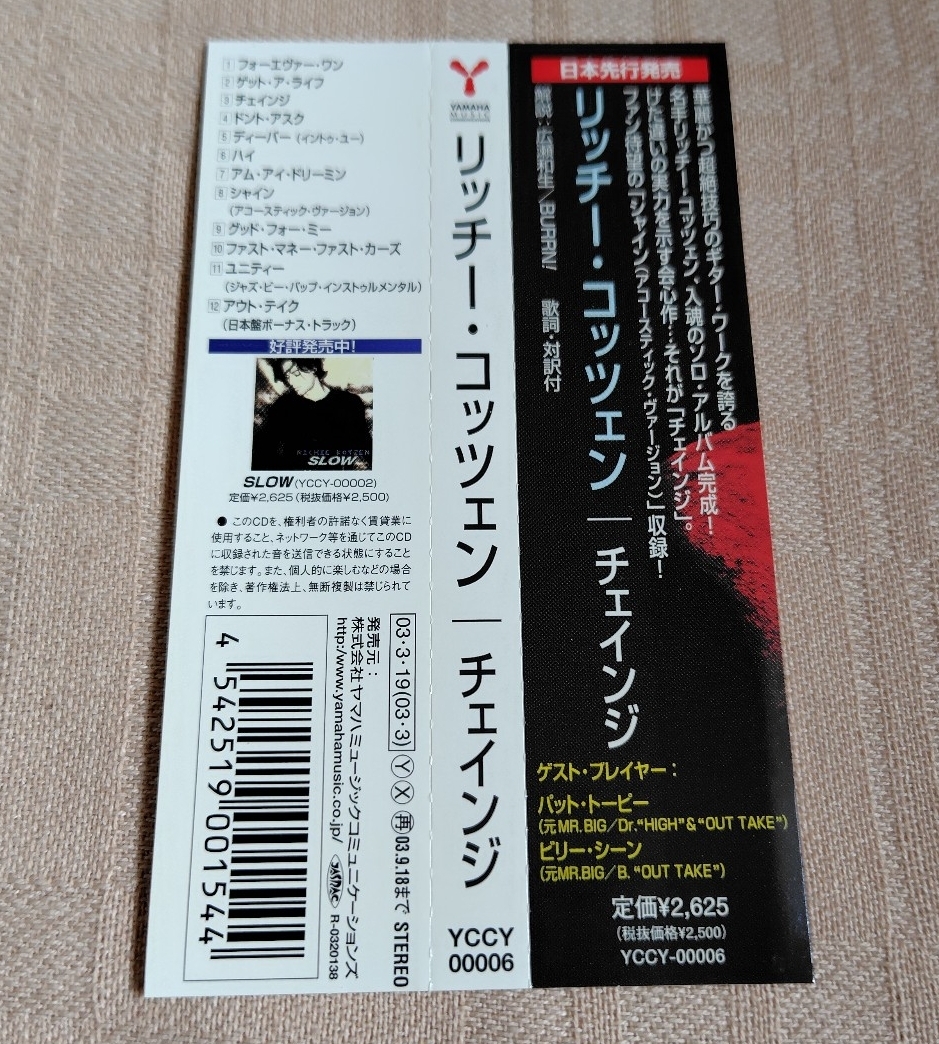 1 フォーエヴァー・ワン
2 ゲット・ア・ライフ
3 チェインジ
4 ドント・アスク
5 ディーパー (イントゥ・ユー)
6 ハイ
7 アム・アイ・ドリーミン
8 シャイン
(アコースティック・ヴァージョン)
9 グッド・フォー・ミー
10 ファスト・マネー・ファスト・カーズ
11 ユニティー
(ジャズ・ビー・バップ・インストゥルメンタル)
12 アウト・テイク
(日本盤ボーナス・トラック)
好評発売中!
RICHIE KOTZEN
SLOW
SLOW (YCCY-00002)
定価¥2,625 (税抜価格¥2,500)
● このCDを、権利者の許諾なく賃貸業に
使用すること、ネットワーク等を通じてこのCD
に収録された音を送信できる状態にすること
を禁じます。また、個人的に楽しむなどの場合
を除き、著作権法上、無断複製は禁じられて
います。
03・3・19(03・3) Ⓨ Ⓧ ㊞03.9.18まで STEREO
発売元:
株式会社ヤマハミュージックコミュニケーションズ
http://www.yamahamusic.co.jp/ JASRAC R-0320138
4 542519 001544
YAMAHA
MUSIC
リッチー・コッツェン | チェインジ
YCCY
00006
日本先行発売
華麗かつ超絶技巧のギター・ワークを誇る
名手リッチー・コッツェン、入魂のソロ・アルバム完成!
けた違いの実力を示す会心作…それが「チェインジ」。
ファン待望の「シャイン(アコースティック・ヴァージョン)」収録!
リッチー・コッツェン | チェインジ
解説・広瀬和生/BURRN! 歌詞・対訳付
ゲスト・プレイヤー:
パット・トーピー
(元MR.BIG/Dr.“HIGH”&“OUT TAKE”)
ビリー・シーン
(元MR.BIG/B. “OUT TAKE”)
定価¥2,625
(税抜価格¥2,500)
YCCY-00006